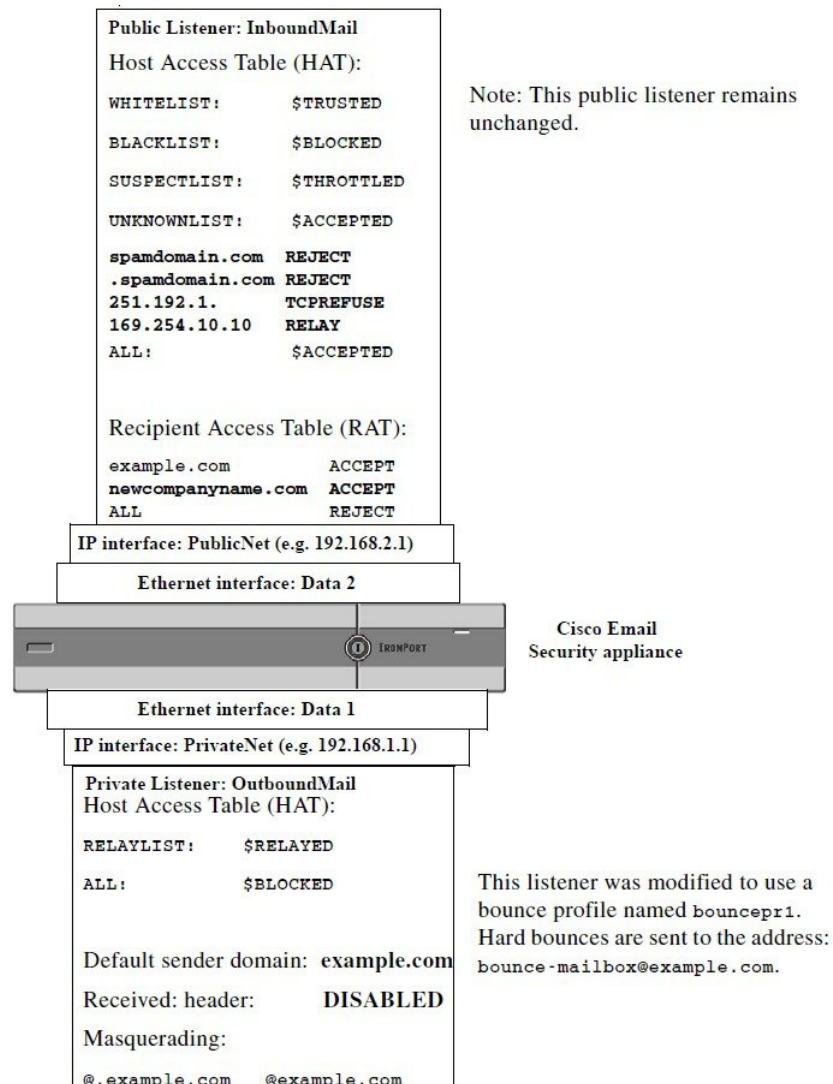 Public Listener: InboundMail
Host Access Table (HAT):
WHITELIST: $TRUSTED
BLACKLIST: $BLOCKED
SUSPECTLIST: $THROTTLED
UNKNOWNLIST: $ACCEPTED
spamdomain.com REJECT
.spamdomain.com REJECT
251.192.1. TCPREFUSE
169.254.10.10 RELAY
ALL: $ACCEPTED
Recipient Access Table (RAT):
example.com ACCEPT
newcompanyname.com ACCEPT
ALL REJECT
Note: This public listener remains
unchanged.
IP interface: PublicNet (e.g. 192.168.2.1)
Ethernet interface: Data 2
IRONPORT
Cisco Email
Security appliance
Ethernet interface: Data 1
IP interface: PrivateNet (e.g. 192.168.1.1)
Private Listener: OutboundMail
Host Access Table (HAT):
RELAYLIST: $RELAYED
ALL: $BLOCKED
Default sender domain: example.com
Received: header: DISABLED
Masquerading:
@.example.com @example.com
This listener was modified to use a
bounce profile named bouncepr1.
Hard bounces are sent to the address:
bounce-mailbox@example.com.